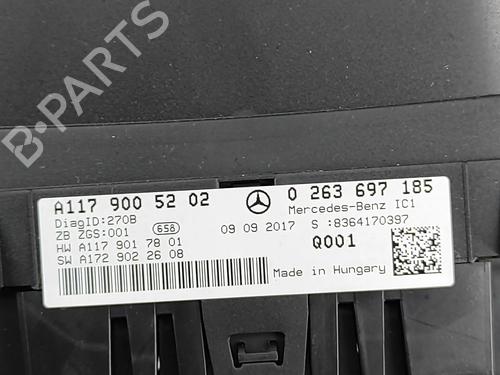 B-PARTS
A117 900 52 02
DiagID:270B
ZB ZGS:001 658
HW A117 901 78 01
SW A172 902 26 08
09 09 2017
0 263 697 185
Mercedes-Benz IC1
S :8364170397
Q001
Made in Hungary